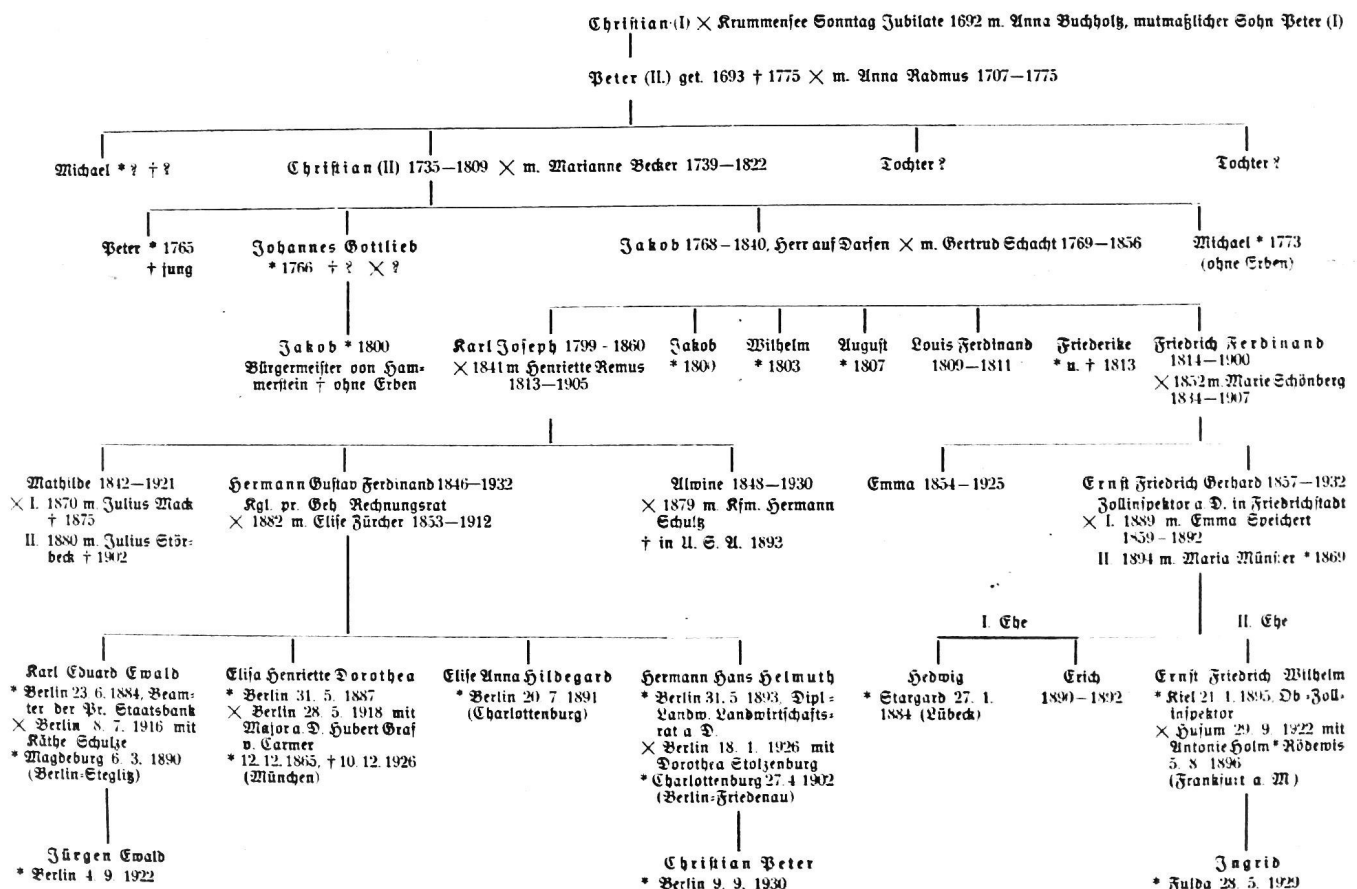 Christian (I) × Krummensee Sonntag Jubilate 1692 m. Anna Buchholtz, mutmaßlicher Sohn Peter (I)
Peter (II.) get. 1693 † 1775 × m. Anna Radmus 1707—1775
Michael * ? † ?
Christian (II) 1735—1809 × m. Marianne Becker 1739—1822
Tochter ?
Tochter ?
Peter * 1765
† jung
Johannes Gottlieb
* 1766 † ? × ?
Jakob 1768-1840, Herr auf Darsen × m. Gertrud Schacht 1769—1856
Michael * 1773
(ohne Erben)
Jakob * 1800
Bürgermeister von Ham=
merstein † ohne Erben
Karl Joseph 1799 - 1860
× 1841 m Henriette Remus
1813—1905
Jakob
* 1800
Wilhelm
* 1803
August
* 1807
Louis Ferdinand
1809—1811
Friederike
* u. † 1813
Friedrich Ferdinand
1814—1900
× 1852 m. Marie Schönberg
1834—1907
Mathilde 1842—1921
× I. 1870 m. Julius Mack
† 1875
II. 1880 m. Julius Stör=
beck † 1902
Hermann Gustav Ferdinand 1846—1932
Kgl. pr. Geh Rechnungsrat
× 1882 m. Elise Zürcher 1853—1912
Alwine 1848—1930
× 1879 m. Kfm. Hermann
Schultz
† in U. S. A. 1893
Emma 1854—1925
Ernst Friedrich Gerhard 1857—1932
Zollinspektor a. D. in Friedrichstadt
× I. 1889 m. Emma Speichert
1859 – 1892
II. 1894 m. Maria Münster * 1869
I. Ehe
II. Ehe
Karl Eduard Ewald
* Berlin 23. 6. 1884, Beam=
ter der Pr. Staatsbank
× Berlin 8. 7. 1916 mit
Käthe Schulze
* Magdeburg 6. 3. 1890
(Berlin=Steglitz)
Elisa Henriette Dorothea
* Berlin 31. 5. 1887
× Berlin 28. 5. 1918 mit
Major a. D. Hubert Graf
v. Carmer
* 12. 12. 1865, † 10. 12. 1926
(München)
Elise Anna Hildegard
* Berlin 20 7 1891
(Charlottenburg)
Hermann Hans Helmuth
* Berlin 31. 5 1893, Dipl=
Landw. Landwirtschafts=
rat a D.
× Berlin 18. 1. 1926 mit
Dorothea Stolzenburg
* Charlottenburg 27. 4 1902
(Berlin=Friedenau)
Hedwig
* Stargard 27. 1.
1884 (Lübeck)
Erich
1890—1892
Ernst Friedrich Wilhelm
* Kiel 21 1. 1895, Ob=Zoll=
inspektor
× Husum 29. 9. 1922 mit
Antonie Holm * Rödemis
5. 8 1896
(Frankfurt a. M)
Jürgen Ewald
* Berlin 4. 9. 1922
Christian Peter
* Berlin 9. 9. 1930
Ingrid
* Fulda 28. 5. 1929